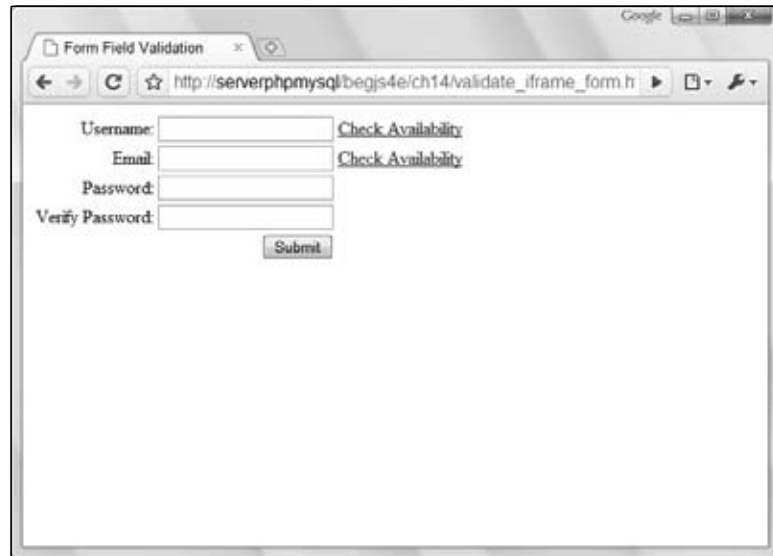 Google
Form Field Validation
http://serverphpmysql/begjs4e/ch14/validate_iframe_form.h
Username: Check Availability
Email: Check Availability
Password:
Verify Password:
Submit